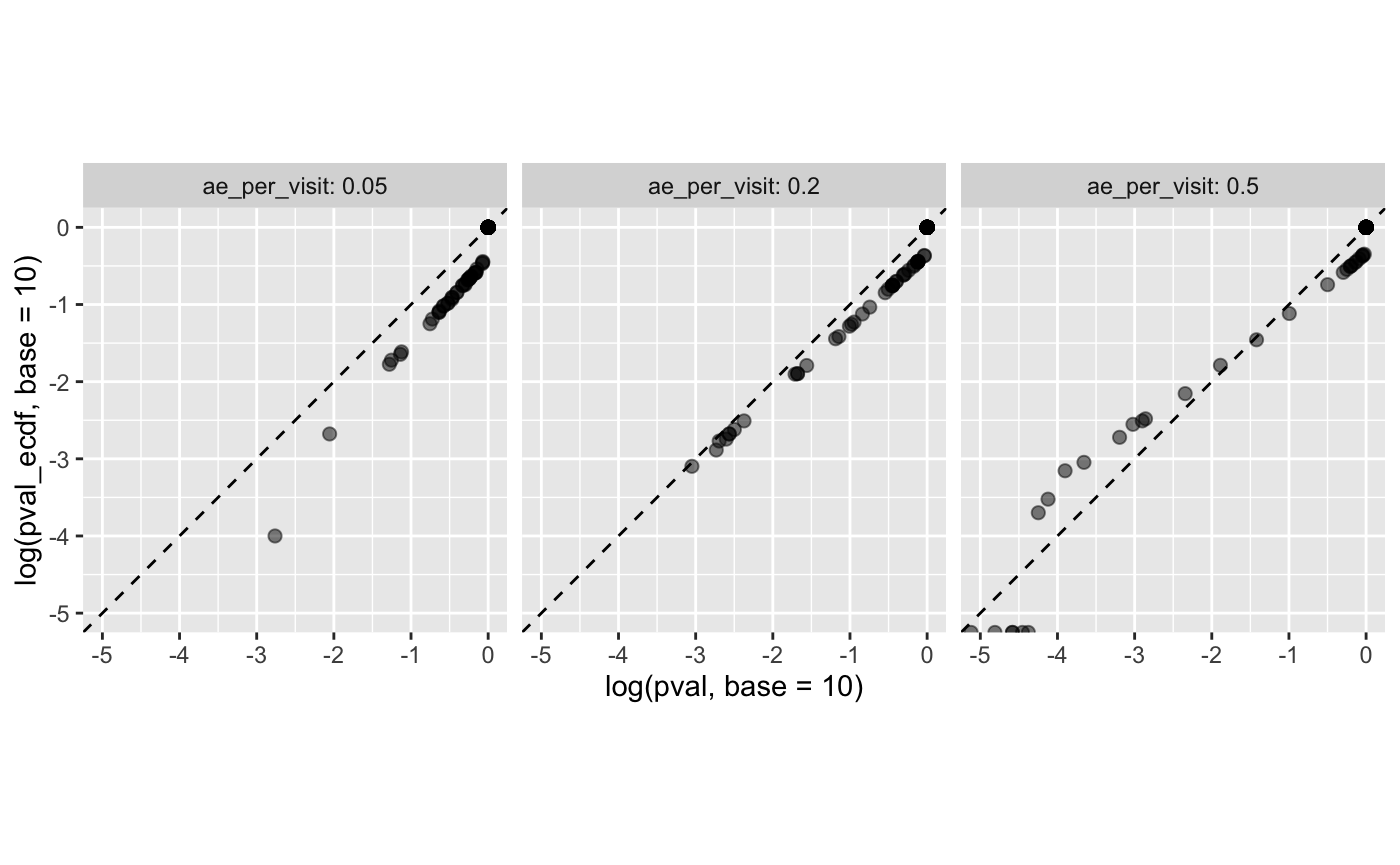 ae_per_visit: 0.05 ae_per_visit: 0.2 ae_per_visit: 0.5
log(pval_ecdf, base = 10)
0
-1
-2
-3
-4
-5
-5 -4 -3 -2 -1 0 -5 -4 -3 -2 -1 0 -5 -4 -3 -2 -1 0
log(pval, base = 10)